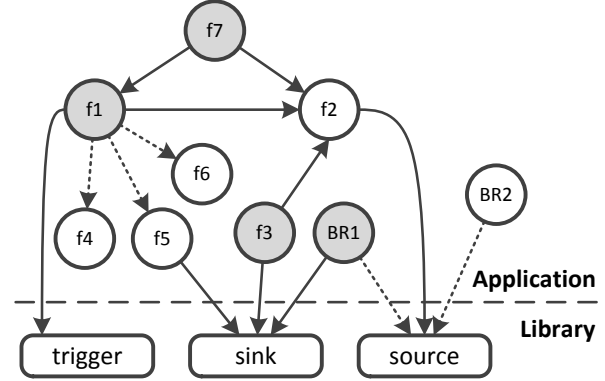 f7
f1
f2
f6
BR2
f4
f5
f3
BR1
Application
Library
trigger
sink
source